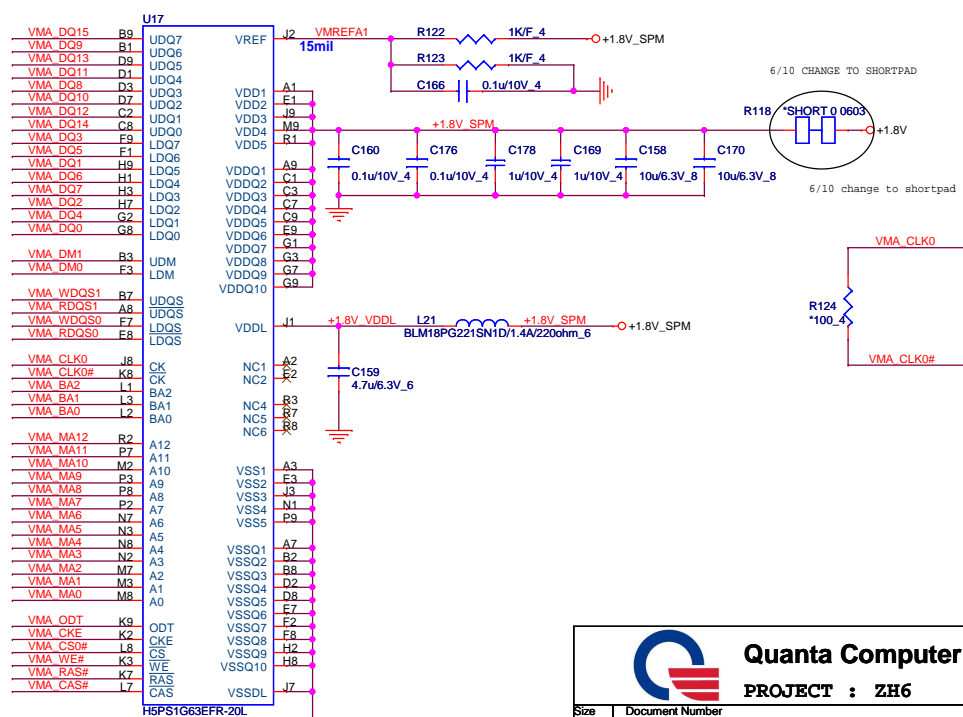 U17
VMA_DQ15 B9 UDQ7 VREF J2 VMREFA1 R122 1K/F_4 +1.8V_SPM
15mil
VMA_DQ9 B1 UDQ6
VMA_DQ13 D9 UDQ5 R123 1K/F_4
VMA_DQ11 D1 UDQ4
VMA_DQ8 D3 UDQ3 VDD1 A1 C166 0.1u/10V_4
VMA_DQ10 D7 UDQ2 VDD2 E1
VMA_DQ12 C2 UDQ1 VDD3 J9
VMA_DQ14 C8 UDQ0 VDD4 M9 +1.8V_SPM
VMA_DQ3 F9 LDQ7 VDD5 R1
6/10 CHANGE TO SHORTPAD
R118 *SHORT 0 0603 +1.8V
6/10 change to shortpad
VMA_DQ5 F1 LDQ6
VMA_DQ1 H9 LDQ5 VDDQ1 A9
VMA_DQ6 H1 LDQ4 VDDQ2 C1
VMA_DQ7 H3 LDQ3 VDDQ3 C3
VMA_DQ2 H7 LDQ2 VDDQ4 C7
VMA_DQ4 G2 LDQ1 VDDQ5 C9
VMA_DQ0 G8 LDQ0 VDDQ6 E9
VDDQ7 G1
C160 C176 C178 C169 C158 C170
0.1u/10V_4 0.1u/10V_4 1u/10V_4 1u/10V_4 10u/6.3V_8 10u/6.3V_8
VMA_DM1 B3 UDM VDDQ8 G3
VMA_DM0 F3 LDM VDDQ9 G7
VDDQ10 G9
VMA_WDQS1 B7 UDQS
VMA_RDQS1 A8 UDQS
VMA_WDQS0 F7 LDQS VDDL J1 +1.8V_VDDL L21 +1.8V_SPM +1.8V_SPM
VMA_RDQS0 E8 LDQS
BLM18PG221SN1D/1.4A/220ohm_6
C159
4.7u/6.3V_6
VMA_CLK0
R124
*100_4
VMA_CLK0#
VMA_CLK0 J8 CK NC1 A2
VMA_CLK0# K8 CK NC2 E2
VMA_BA2 L1 BA2
VMA_BA1 L3 BA1 NC4 R3
VMA_BA0 L2 BA0 NC5 R7
NC6 R8
VMA_MA12 R2 A12
VMA_MA11 P7 A11
VMA_MA10 M2 A10 VSS1 A3
VMA_MA9 P3 A9 VSS2 E3
VMA_MA8 P8 A8 VSS3 J3
VMA_MA7 P2 A7 VSS4 N1
VMA_MA6 N7 A6 VSS5 P9
VMA_MA5 N3 A5
VMA_MA4 N8 A4 VSSQ1 A7
VMA_MA3 N2 A3 VSSQ2 B2
VMA_MA2 M7 A2 VSSQ3 B8
VMA_MA1 M3 A1 VSSQ4 D2
VMA_MA0 M8 A0 VSSQ5 D8
VSSQ6 E7
VMA_ODT K9 ODT VSSQ7 F2
VMA_CKE K2 CKE VSSQ8 F8
VMA_CS0# L8 CS VSSQ9 H2
VMA_WE# K3 WE VSSQ10 H8
VMA_RAS# K7 RAS
VMA_CAS# L7 CAS VSSDL J7
H5PS1G63EFR-20L
Quanta Computer
PROJECT : ZH6
Size Document Number